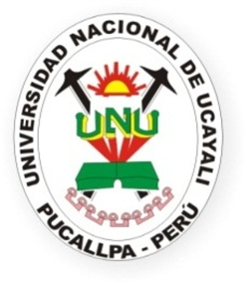 UNIVERSIDAD NACIONAL DE UCAYALI
UNU
PUCALLPA - PERÚ